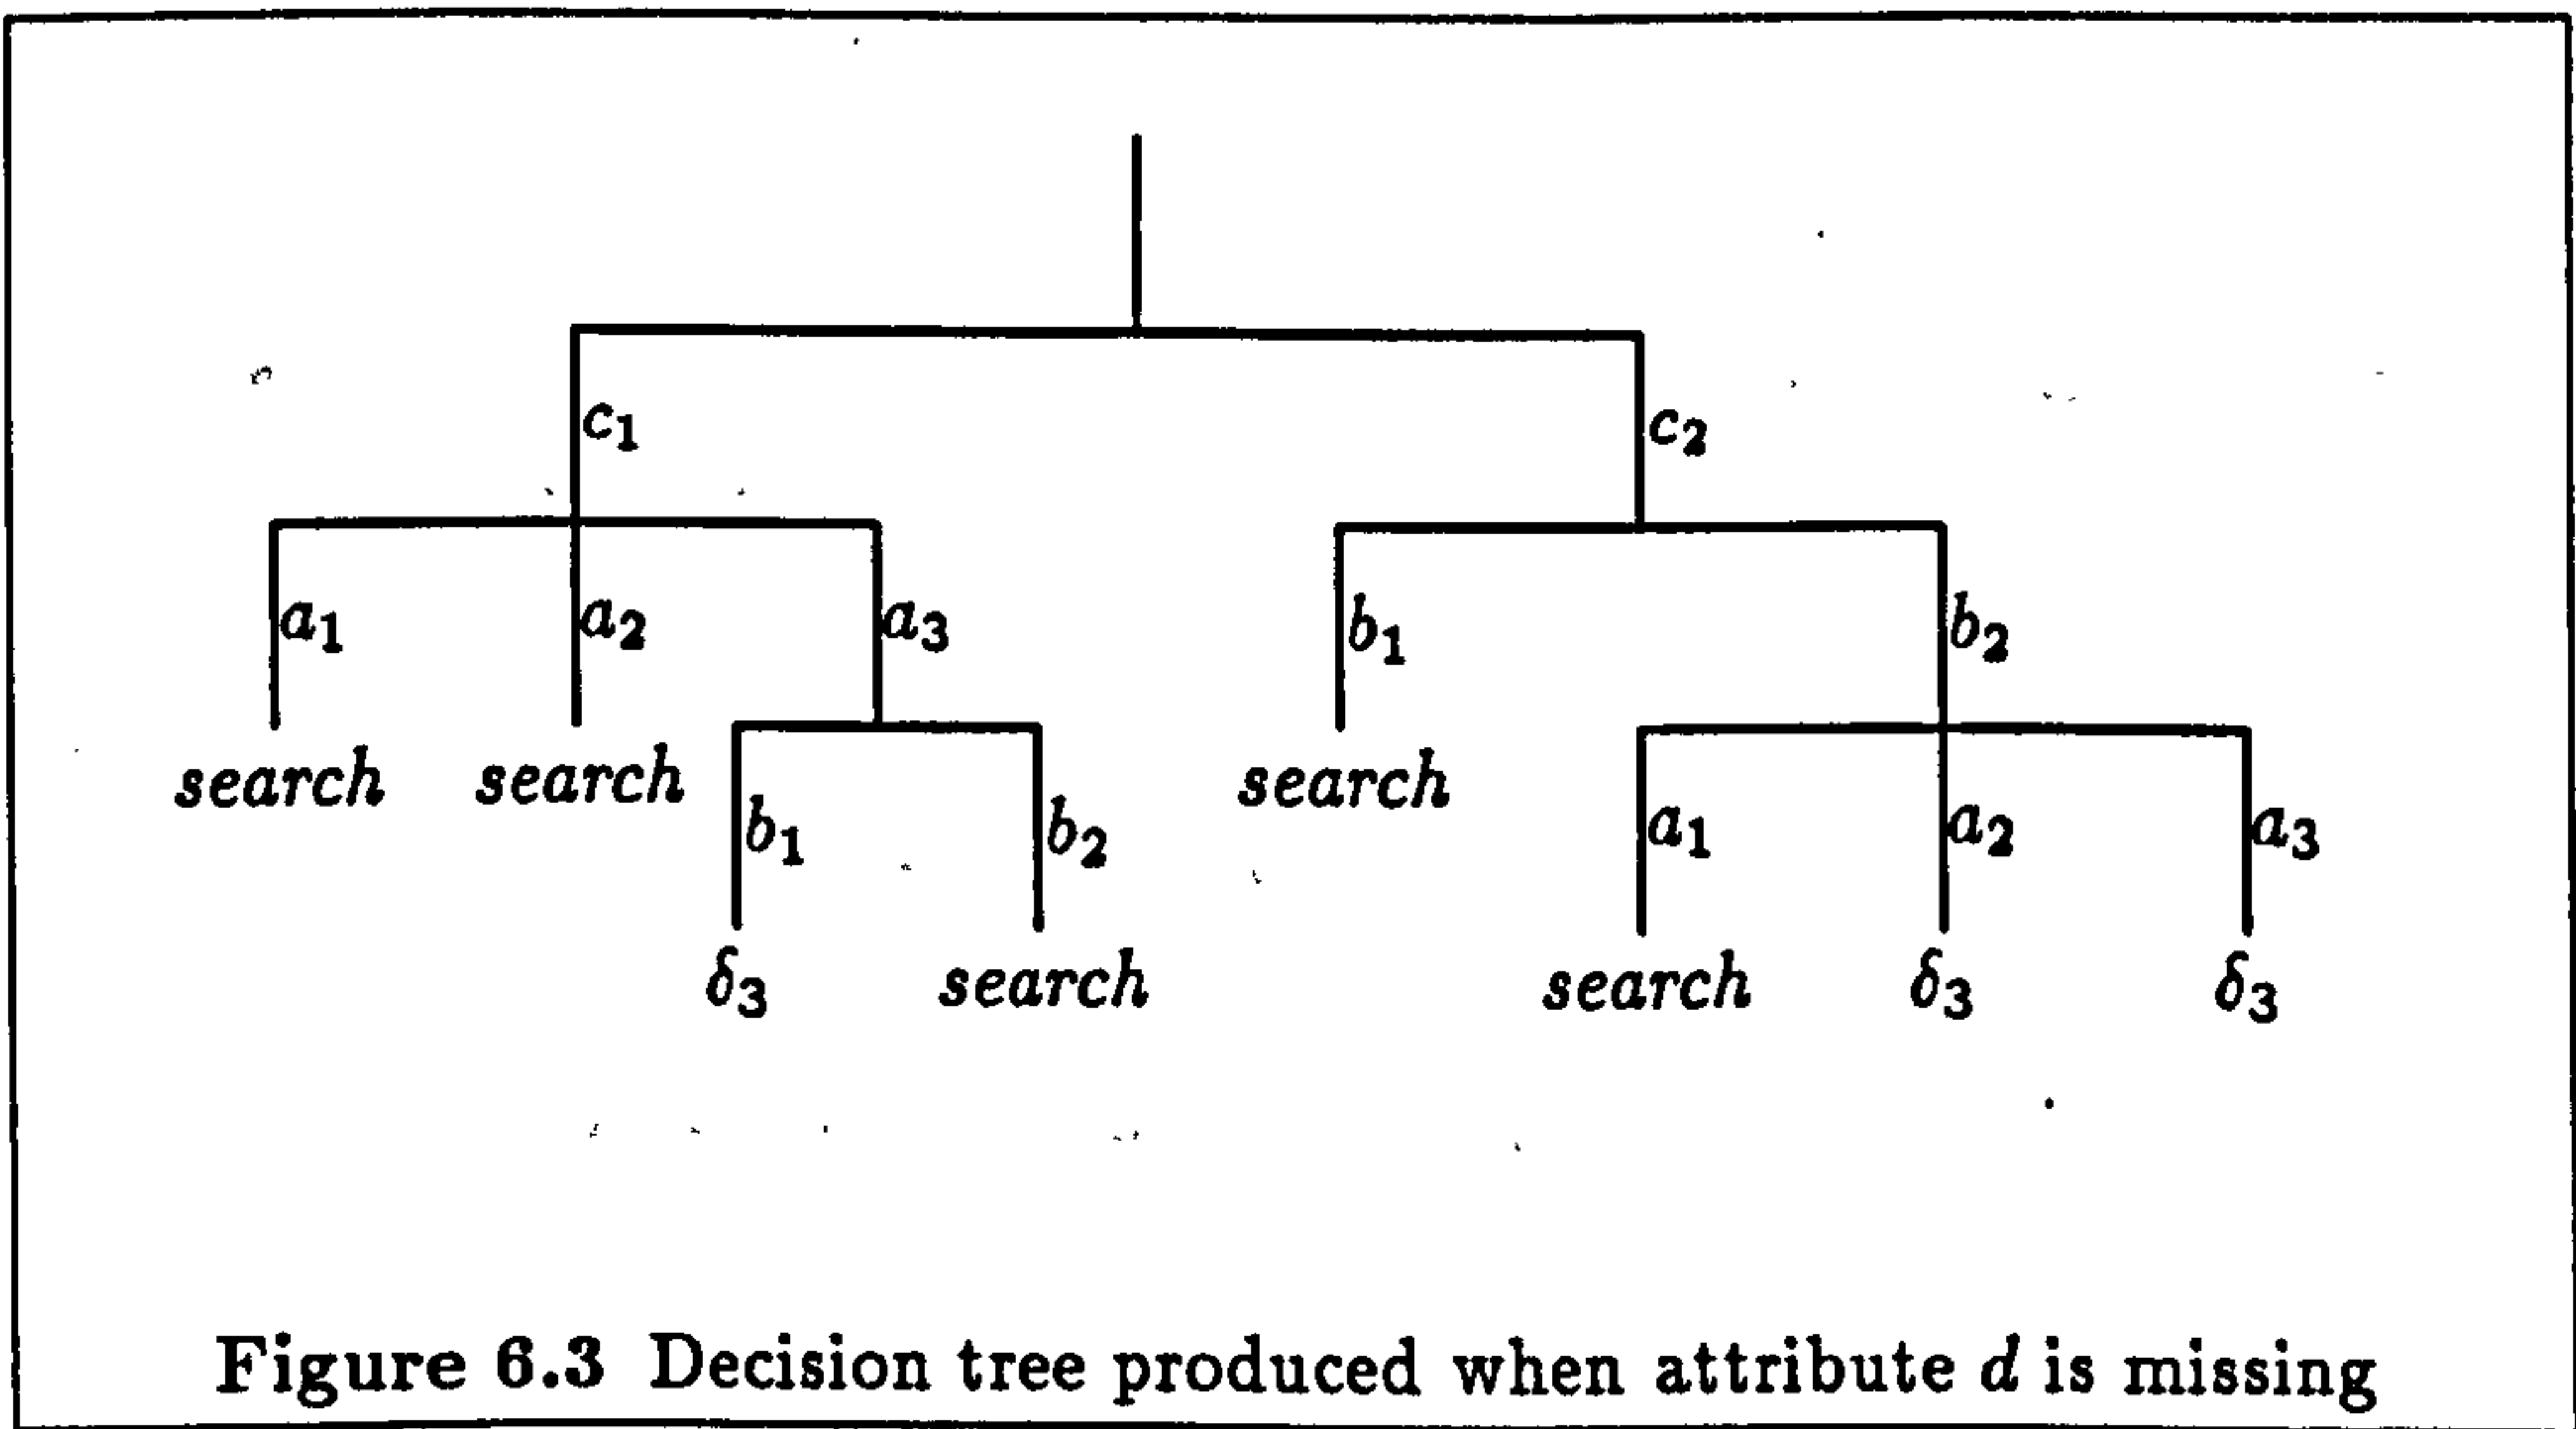 c₁ c₂
a₁ a₂ a₃ b₁ b₂
search search search
b₁ b₂ a₁ a₂ a₃
δ₃ search search δ₃ δ₃
Figure 6.3 Decision tree produced when attribute d is missing